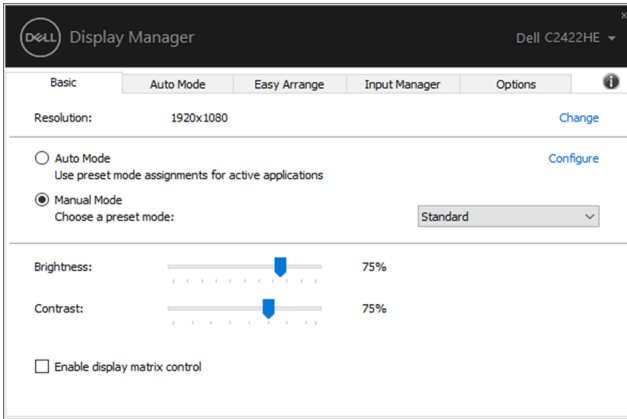 DELL Display Manager
Dell C2422HE
x
Basic Auto Mode Easy Arrange Input Manager Options i
Resolution: 1920x1080 Change
Auto Mode Configure
Use preset mode assignments for active applications
Manual Mode
Choose a preset mode: Standard
Brightness: 75%
Contrast: 75%
Enable display matrix control